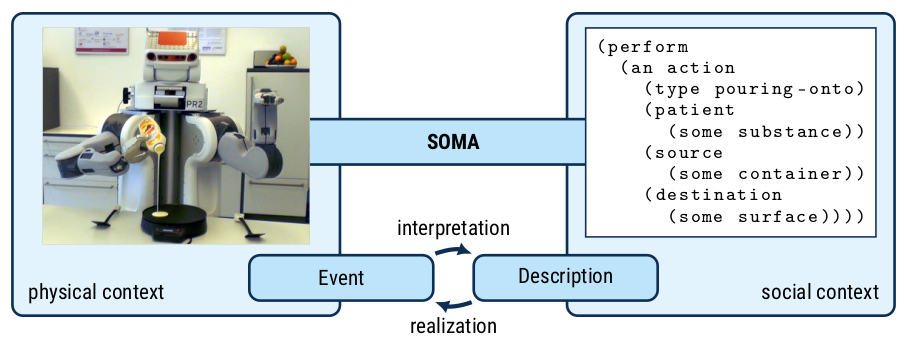 PR2
physical context
SOMA
interpretation
Event
Description
realization
(perform
(an action
(type pouring-onto)
(patient
(some substance))
(source
(some container))
(destination
(some surface))))
social context